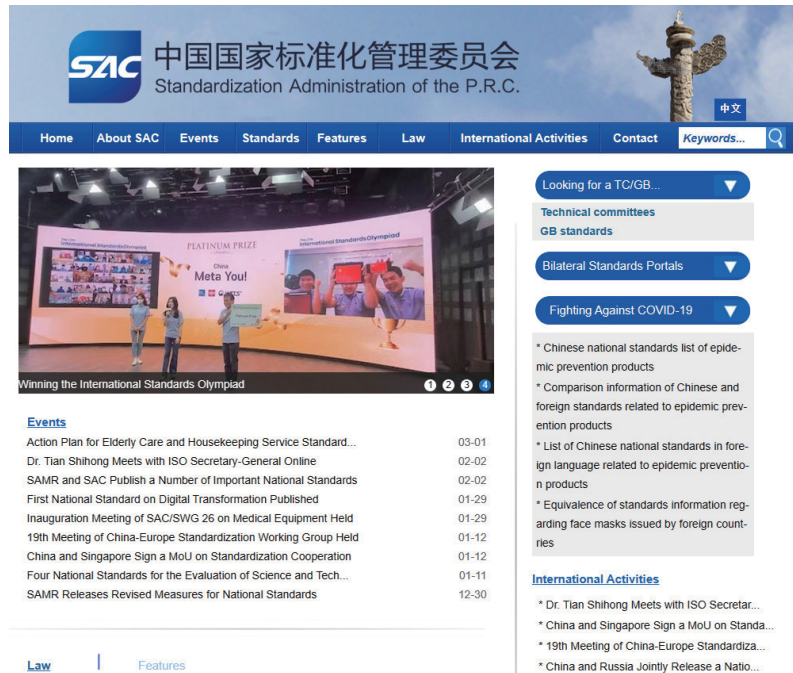 SAC
中国国家标准化管理委员会
Standardization Administration of the P.R.C.
中文
Home About SAC Events Standards Features Law International Activities Contact Keywords...
International Standards Olympiad
PLATINUM PRIZE
China
Meta You!
International Standards Olympiad
Winning the International Standards Olympiad 1 2 3 4
Events
Action Plan for Elderly Care and Housekeeping Service Standard... 03-01
Dr. Tian Shihong Meets with ISO Secretary-General Online 02-02
SAMR and SAC Publish a Number of Important National Standards 02-02
First National Standard on Digital Transformation Published 01-29
Inauguration Meeting of SAC/SWG 26 on Medical Equipment Held 01-29
19th Meeting of China-Europe Standardization Working Group Held 01-12
China and Singapore Sign a MoU on Standardization Cooperation 01-12
Four National Standards for the Evaluation of Science and Tech... 01-11
SAMR Releases Revised Measures for National Standards 12-30
Law Features
Looking for a TC/GB...
Technical committees
GB standards
Bilateral Standards Portals
Fighting Against COVID-19
* Chinese national standards list of epide-
mic prevention products
* Comparison information of Chinese and
foreign standards related to epidemic prev-
ention products
* List of Chinese national standards in fore-
ign language related to epidemic preventio-
n products
* Equivalence of standards information reg-
arding face masks issued by foreign count-
ries
International Activities
* Dr. Tian Shihong Meets with ISO Secretar...
* China and Singapore Sign a MoU on Standa...
* 19th Meeting of China-Europe Standardiza...
* China and Russia Jointly Release a Natio...